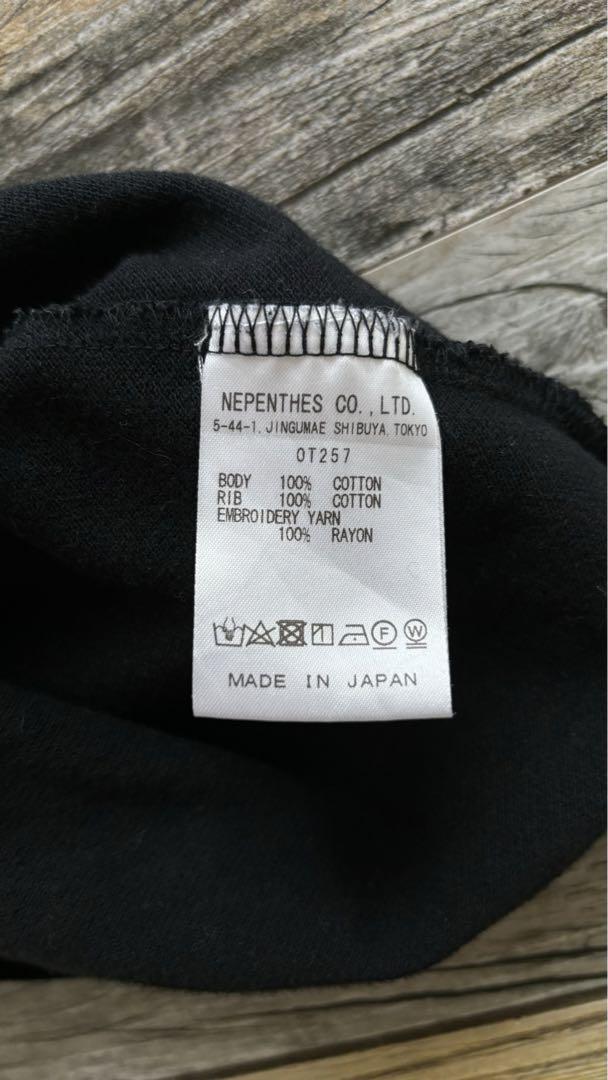 NEPENTHES CO.,LTD.
5-44-1. JINGUMAE SHIBUYA. TOKYO
OT257
BODY 100% COTTON
RIB 100% COTTON
EMBROIDERY YARN
100% RAYON
F W
MADE IN JAPAN